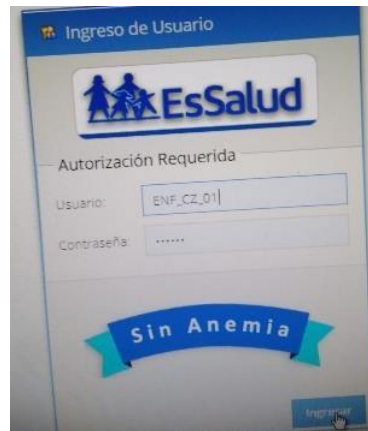 Ingreso de Usuario
EsSalud
Autorización Requerida
Usuario: ENF_CZ_01
Contraseña: ......
Sin Anemia
Ingresar